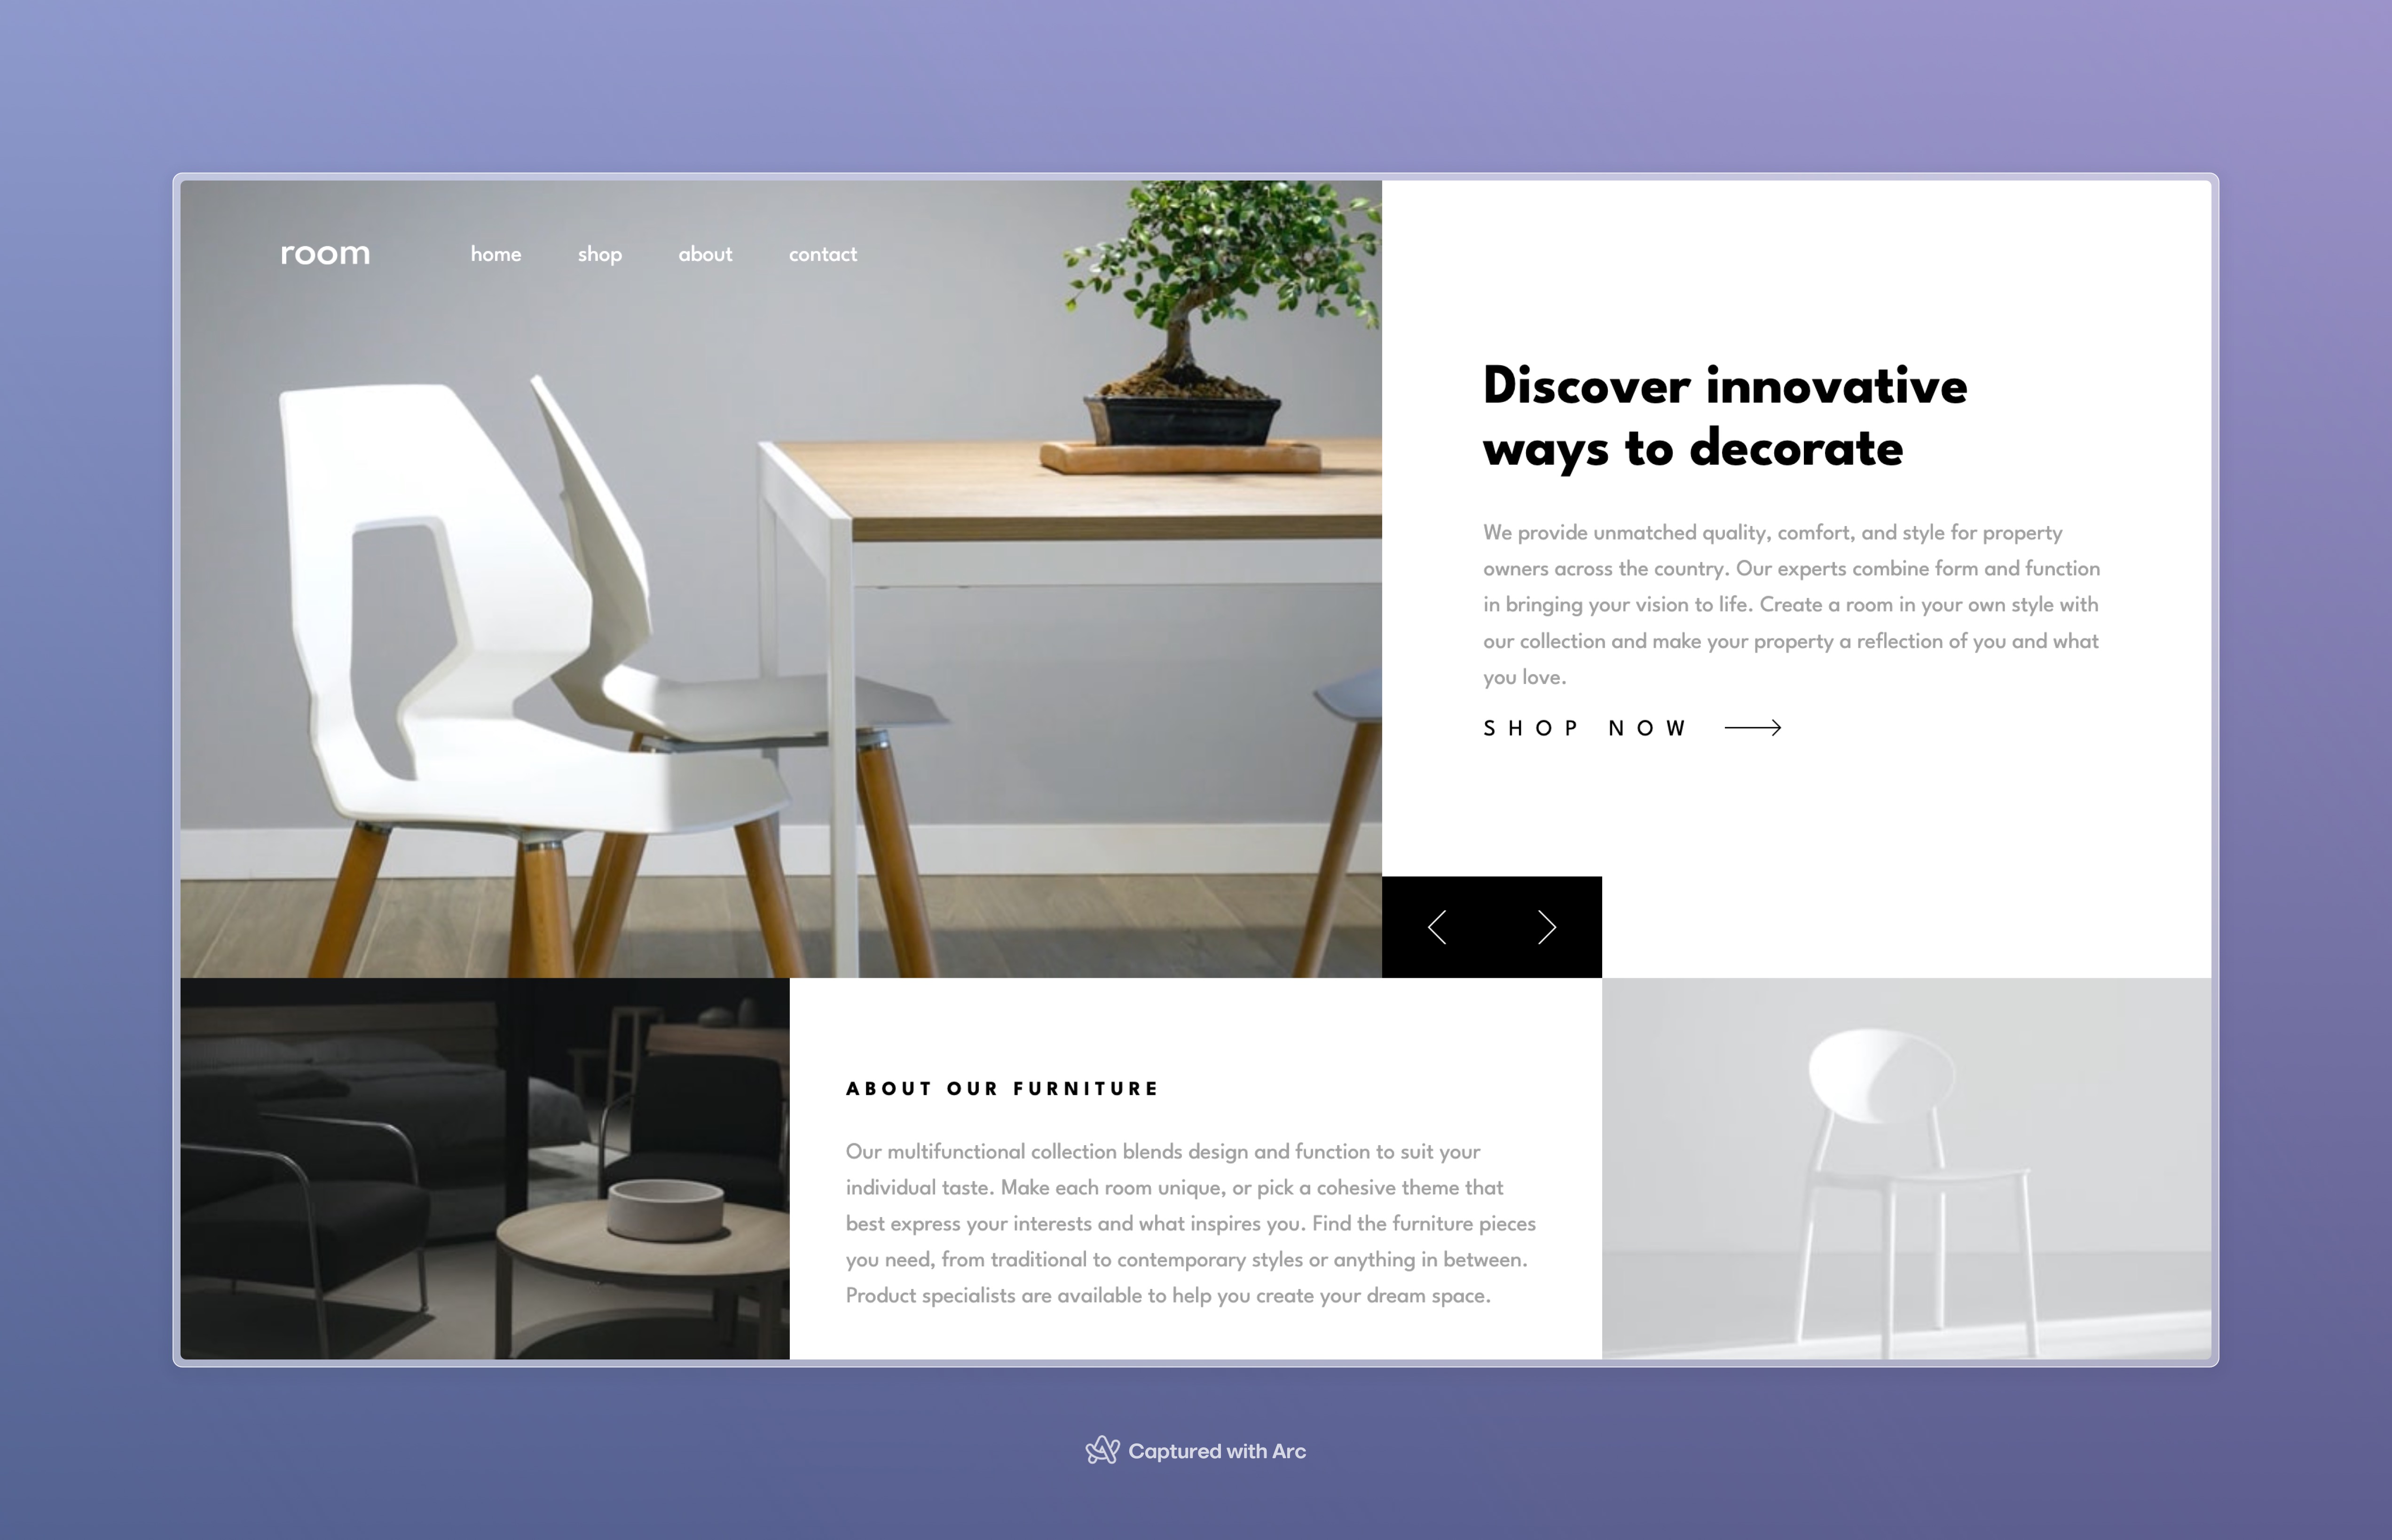 room
home shop about contact
Discover innovative
ways to decorate
We provide unmatched quality, comfort, and style for property
owners across the country. Our experts combine form and function
in bringing your vision to life. Create a room in your own style with
our collection and make your property a reflection of you and what
you love.
SHOP NOW
ABOUT OUR FURNITURE
Our multifunctional collection blends design and function to suit your
individual taste. Make each room unique, or pick a cohesive theme that
best express your interests and what inspires you. Find the furniture pieces
you need, from traditional to contemporary styles or anything in between.
Product specialists are available to help you create your dream space.
Captured with Arc